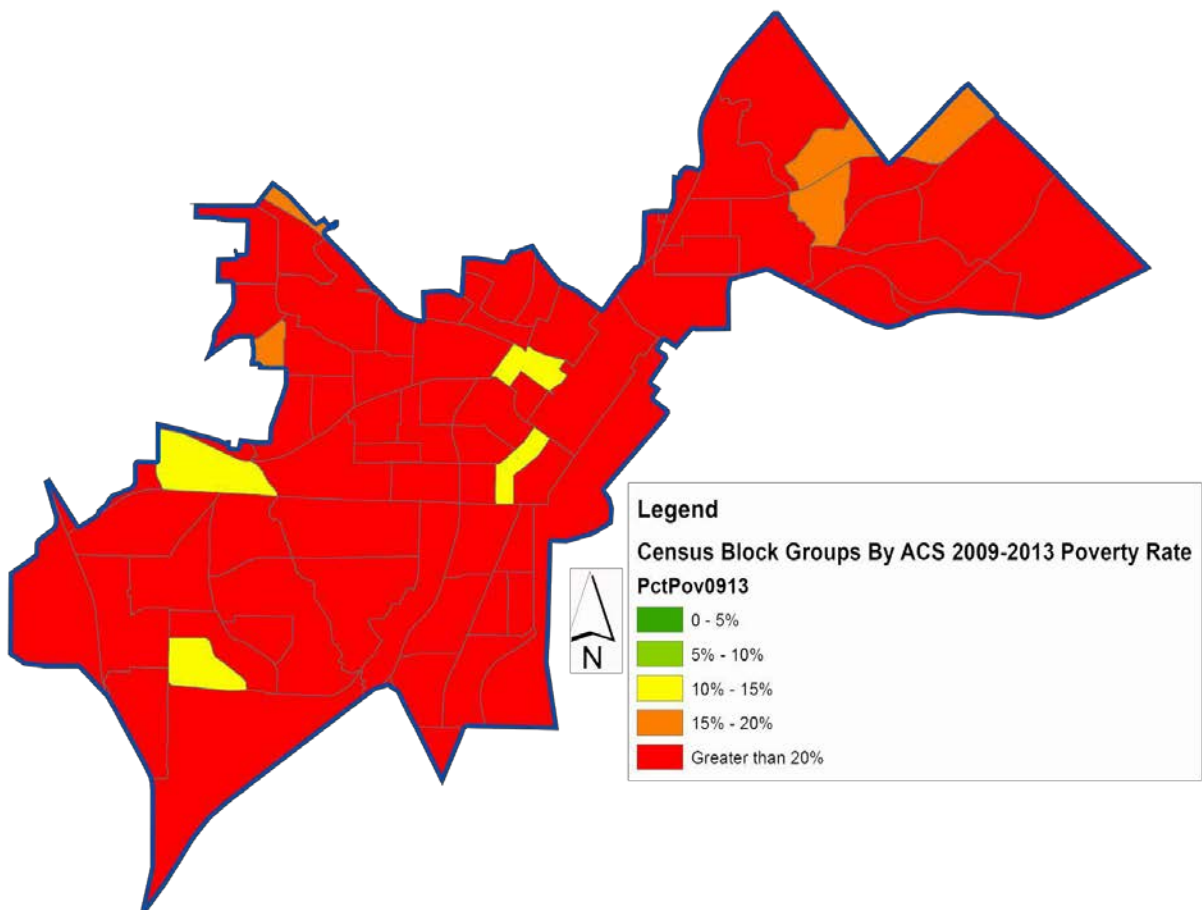 Legend
Census Block Groups By ACS 2009-2013 Poverty Rate
PctPov0913
0 - 5%
5% - 10%
10% - 15%
15% - 20%
Greater than 20%
N